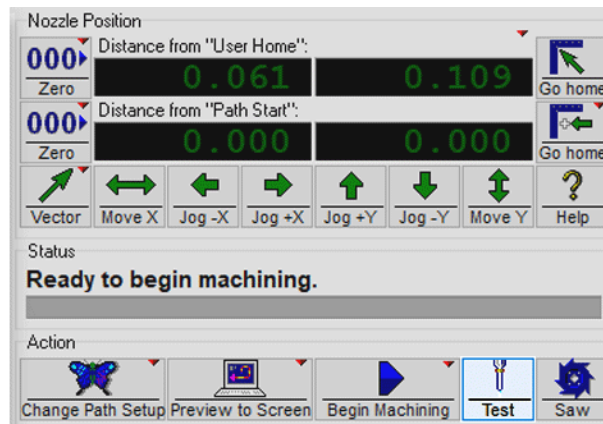 Nozzle Position
Distance from "User Home":
000
Zero
0.061
0.109
Go home
Distance from "Path Start":
000
Zero
0.000
0.000
Go home
Vector
Move X
Jog -X
Jog +X
Jog +Y
Jog -Y
Move Y
Help
Status
Ready to begin machining.
Action
Change Path Setup
Preview to Screen
Begin Machining
Test
Saw